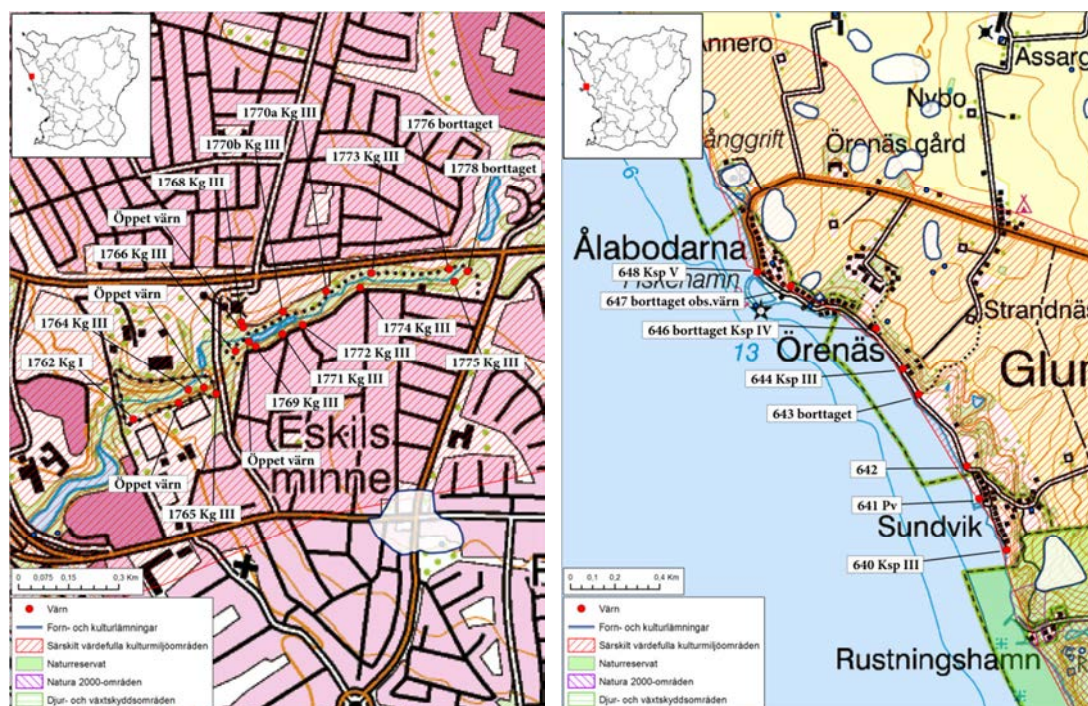 1770a Kg III
1770b Kg III
1776 borttaget
1768 Kg III
1773 Kg III
1778 borttaget
Öppet värn
1766 Kg III
Öppet värn
1764 Kg III
1774 Kg III
1762 Kg I
1772 Kg III
1775 Kg III
1771 Kg III
1769 Kg III
Eskils
minne
Öppet värn
Öppet värn
1765 Kg III
0 0,075 0,15 0,3 Km
Värn
Forn- och kulturlämningar
Särskilt värdefulla kulturmiljöområden
Naturreservat
Natura 2000-områden
Djur- och växtskyddsområden
Assarg
Nybo
Örenäs gård
Ålabodarna
6
648 Ksp V
647 borttaget obs.värn
Strandnäs
646 borttaget Ksp IV
13
Örenäs
Glum
644 Ksp III
643 borttaget
642
641 Pv
Sundvik
640 Ksp III
0 0,1 0,2 0,4 Km
Värn
Forn- och kulturlämningar
Särskilt värdefulla kulturmiljöområden
Naturreservat
Natura 2000-områden
Djur- och växtskyddsområden
Rustningshamn